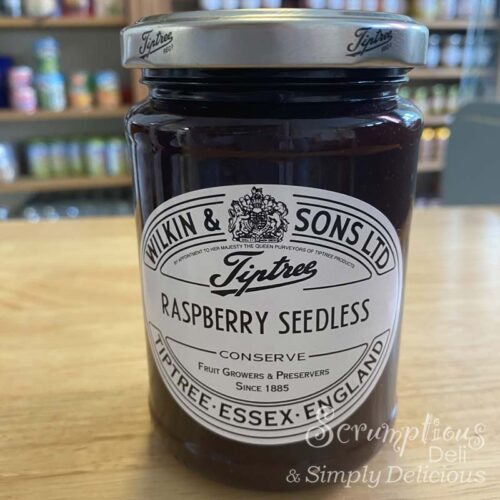 Tiptree
REGD
Tiptree
WILKIN & SONS LTD
BY APPOINTMENT TO HER MAJESTY THE QUEEN PURVEYORS OF TIPTREE PRODUCTS
Tiptree
RASPBERRY SEEDLESS
CONSERVE
FRUIT GROWERS & PRESERVERS
SINCE 1885
TIPTREE · ESSEX · ENGLAND
Scrumptious
Deli
& Simply Delicious